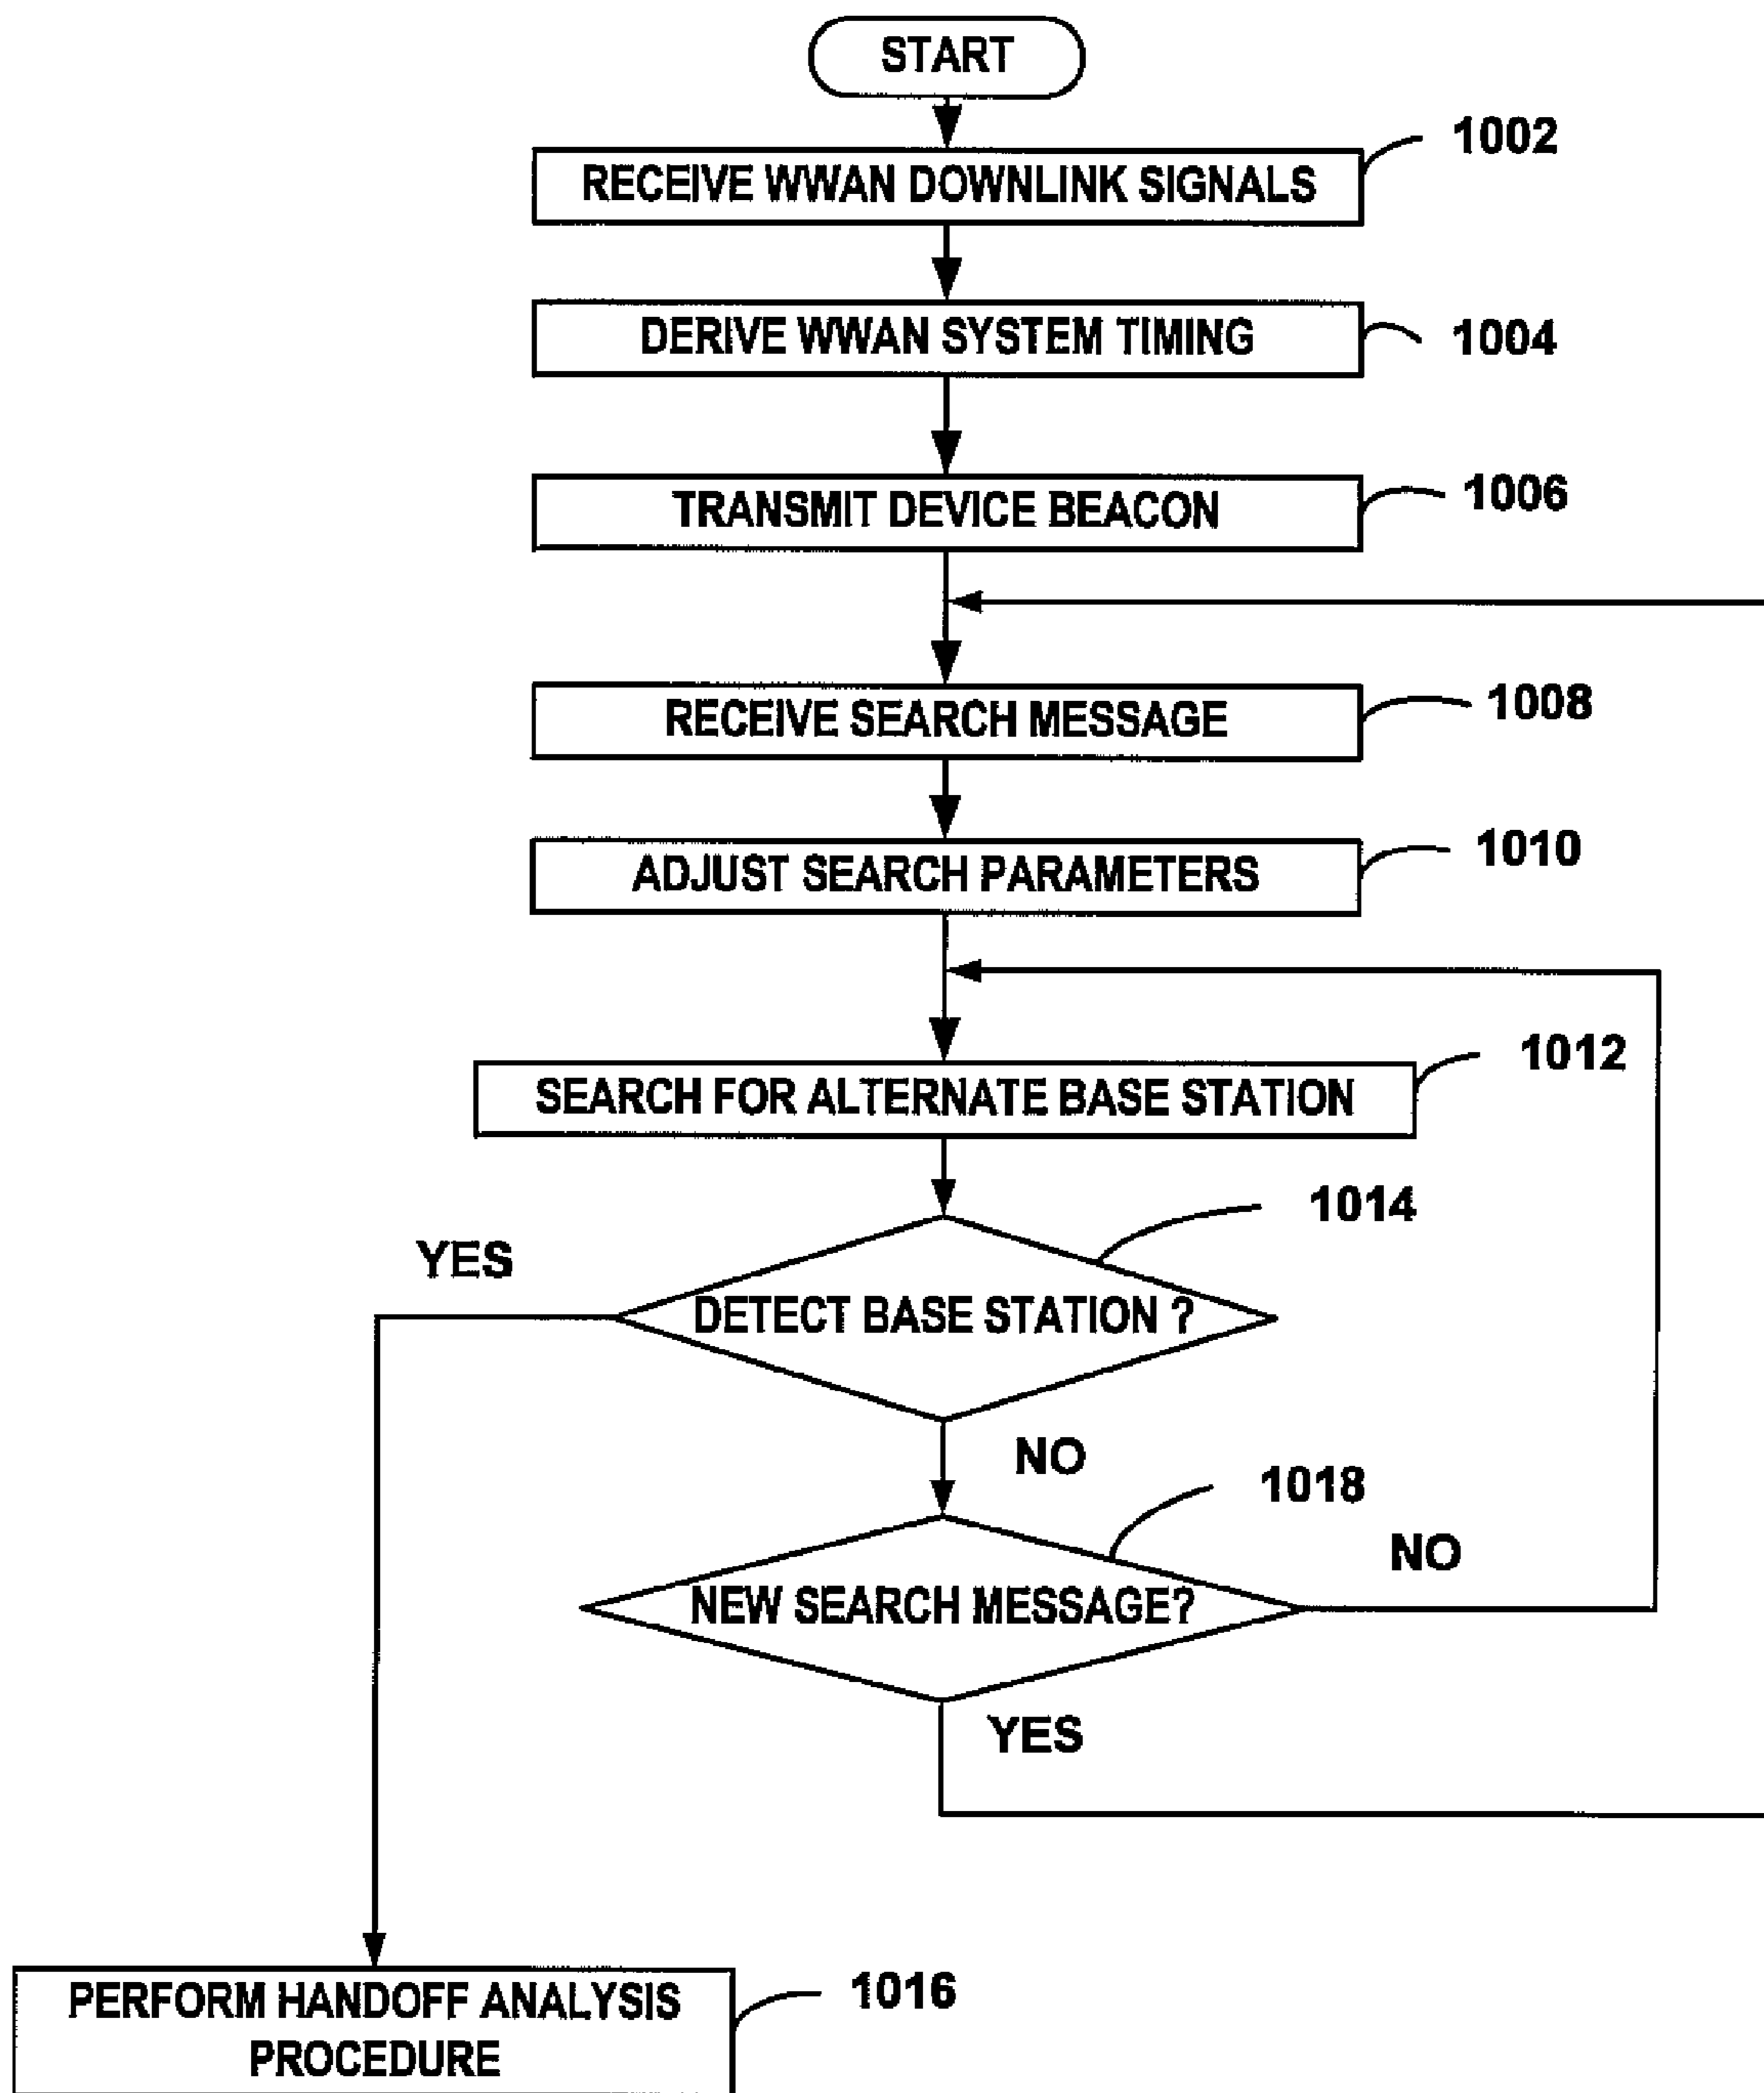 START
1002
RECEIVE WWAN DOWNLINK SIGNALS
DERIVE WWAN SYSTEM TIMING
1004
TRANSMIT DEVICE BEACON
1006
RECEIVE SEARCH MESSAGE
1008
ADJUST SEARCH PARAMETERS
1010
1012
SEARCH FOR ALTERNATE BASE STATION
1014
YES
DETECT BASE STATION ?
NO
1018
NO
NEW SEARCH MESSAGE?
YES
PERFORM HANDOFF ANALYSIS
PROCEDURE
1016